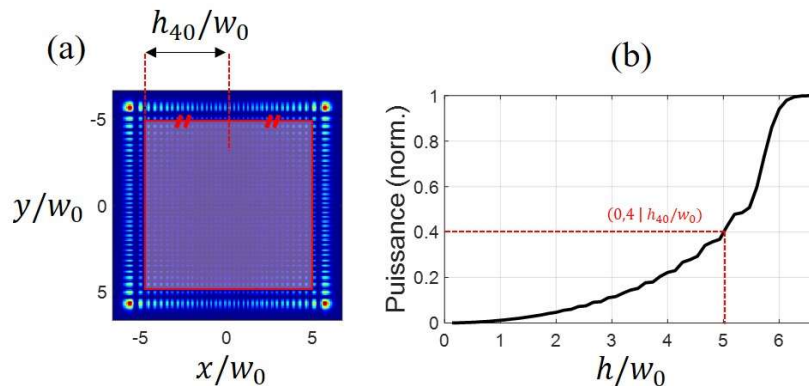 (a)
h₄₀/w₀
-5
0
5
y/w₀
-5
0
5
x/w₀
(b)
1
0.8
0.6
0.4
0.2
0
Puissance (norm.)
(0,4 | h₄₀/w₀)
0
1
2
3
4
5
6
h/w₀